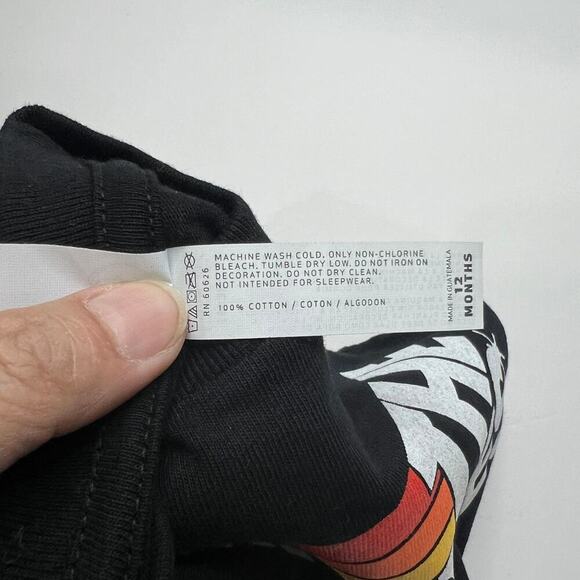 MACHINE WASH COLD, ONLY NON-CHLORINE
BLEACH, TUMBLE DRY LOW. DO NOT IRON ON
DECORATION. DO NOT DRY CLEAN.
NOT INTENDED FOR SLEEPWEAR.
100% COTTON / COTON / ALGODON
RN 60626
MADE IN GUATEMALA
12
MONTHS